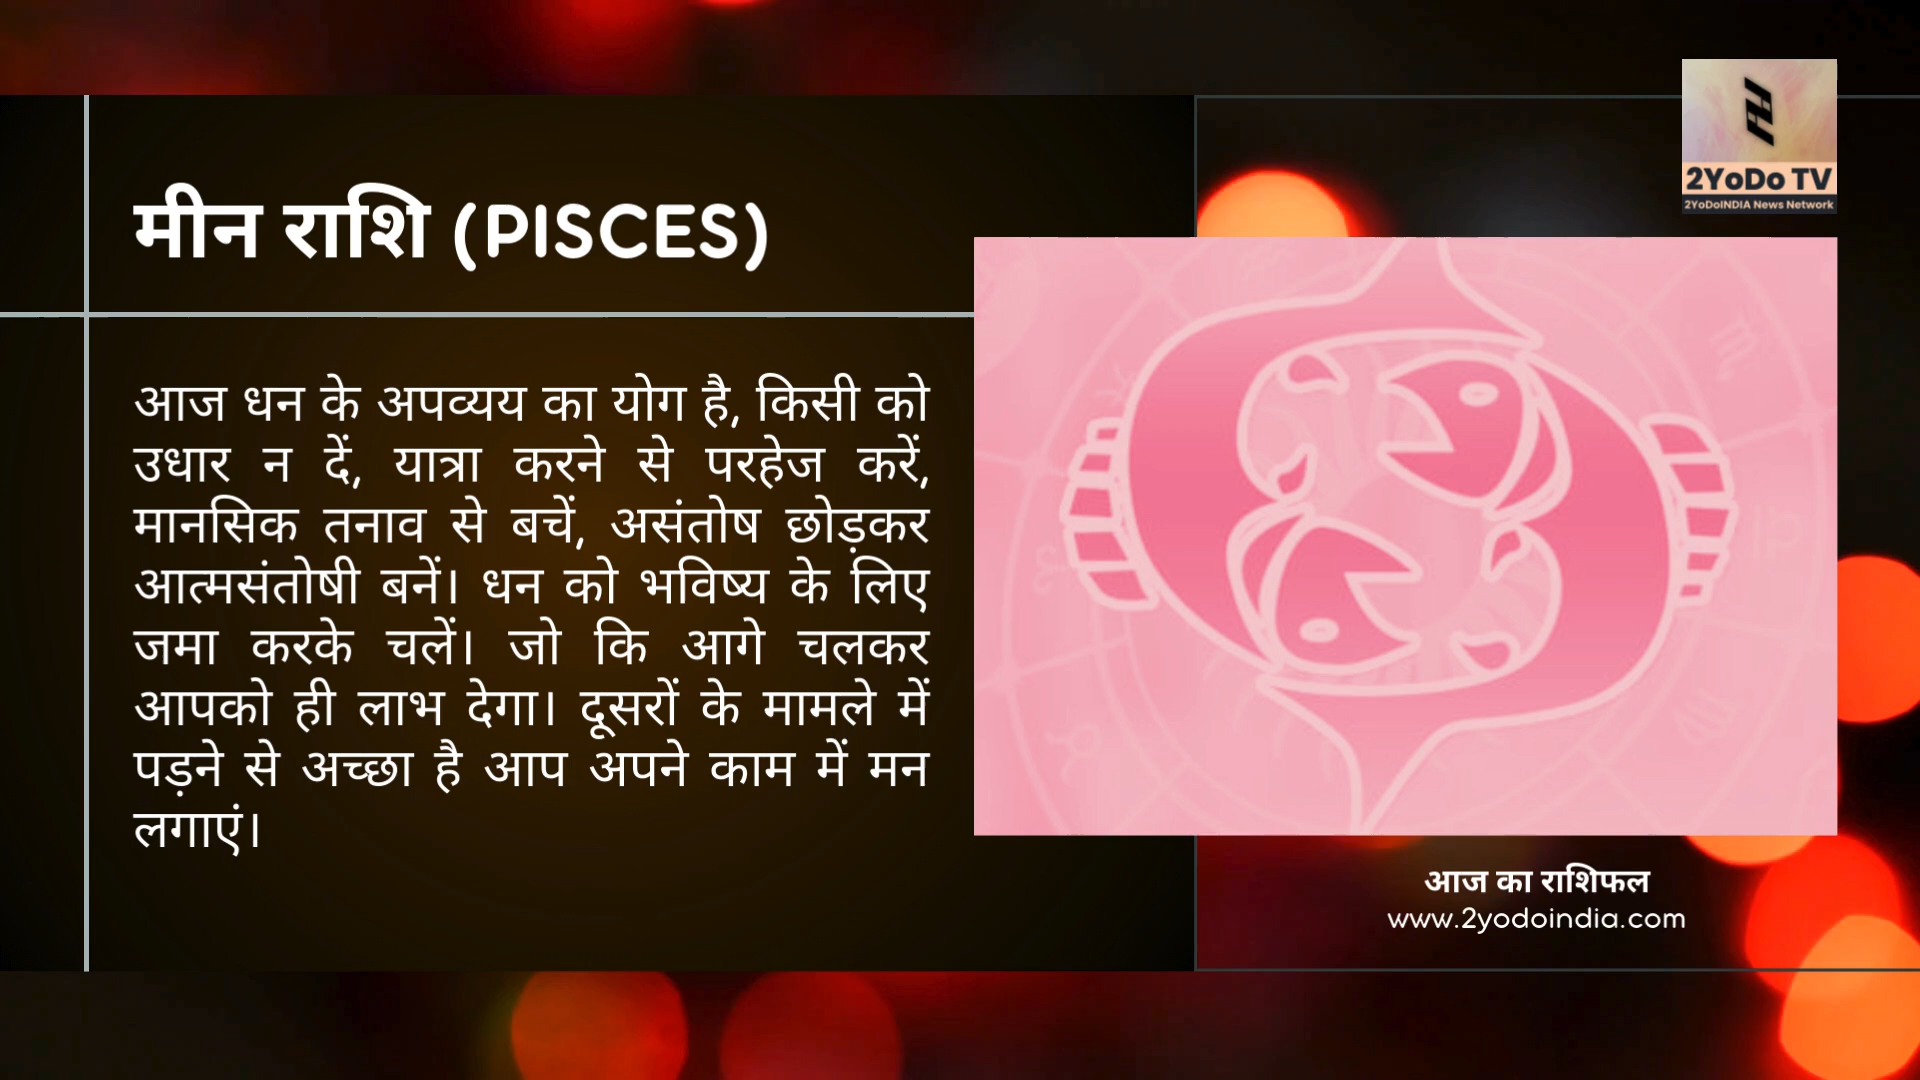 2YoDo TV
2YoDoINDIA News Network
मीन राशि (PISCES)
आज धन के अपव्यय का योग है, किसी को
उधार न दें, यात्रा करने से परहेज करें,
मानसिक तनाव से बचें, असंतोष छोड़कर
आत्मसंतोषी बनें। धन को भविष्य के लिए
जमा करके चलें। जो कि आगे चलकर
आपको ही लाभ देगा। दूसरों के मामले में
पड़ने से अच्छा है आप अपने काम में मन
लगाएं।
आज का राशिफल
www.2yodoindia.com